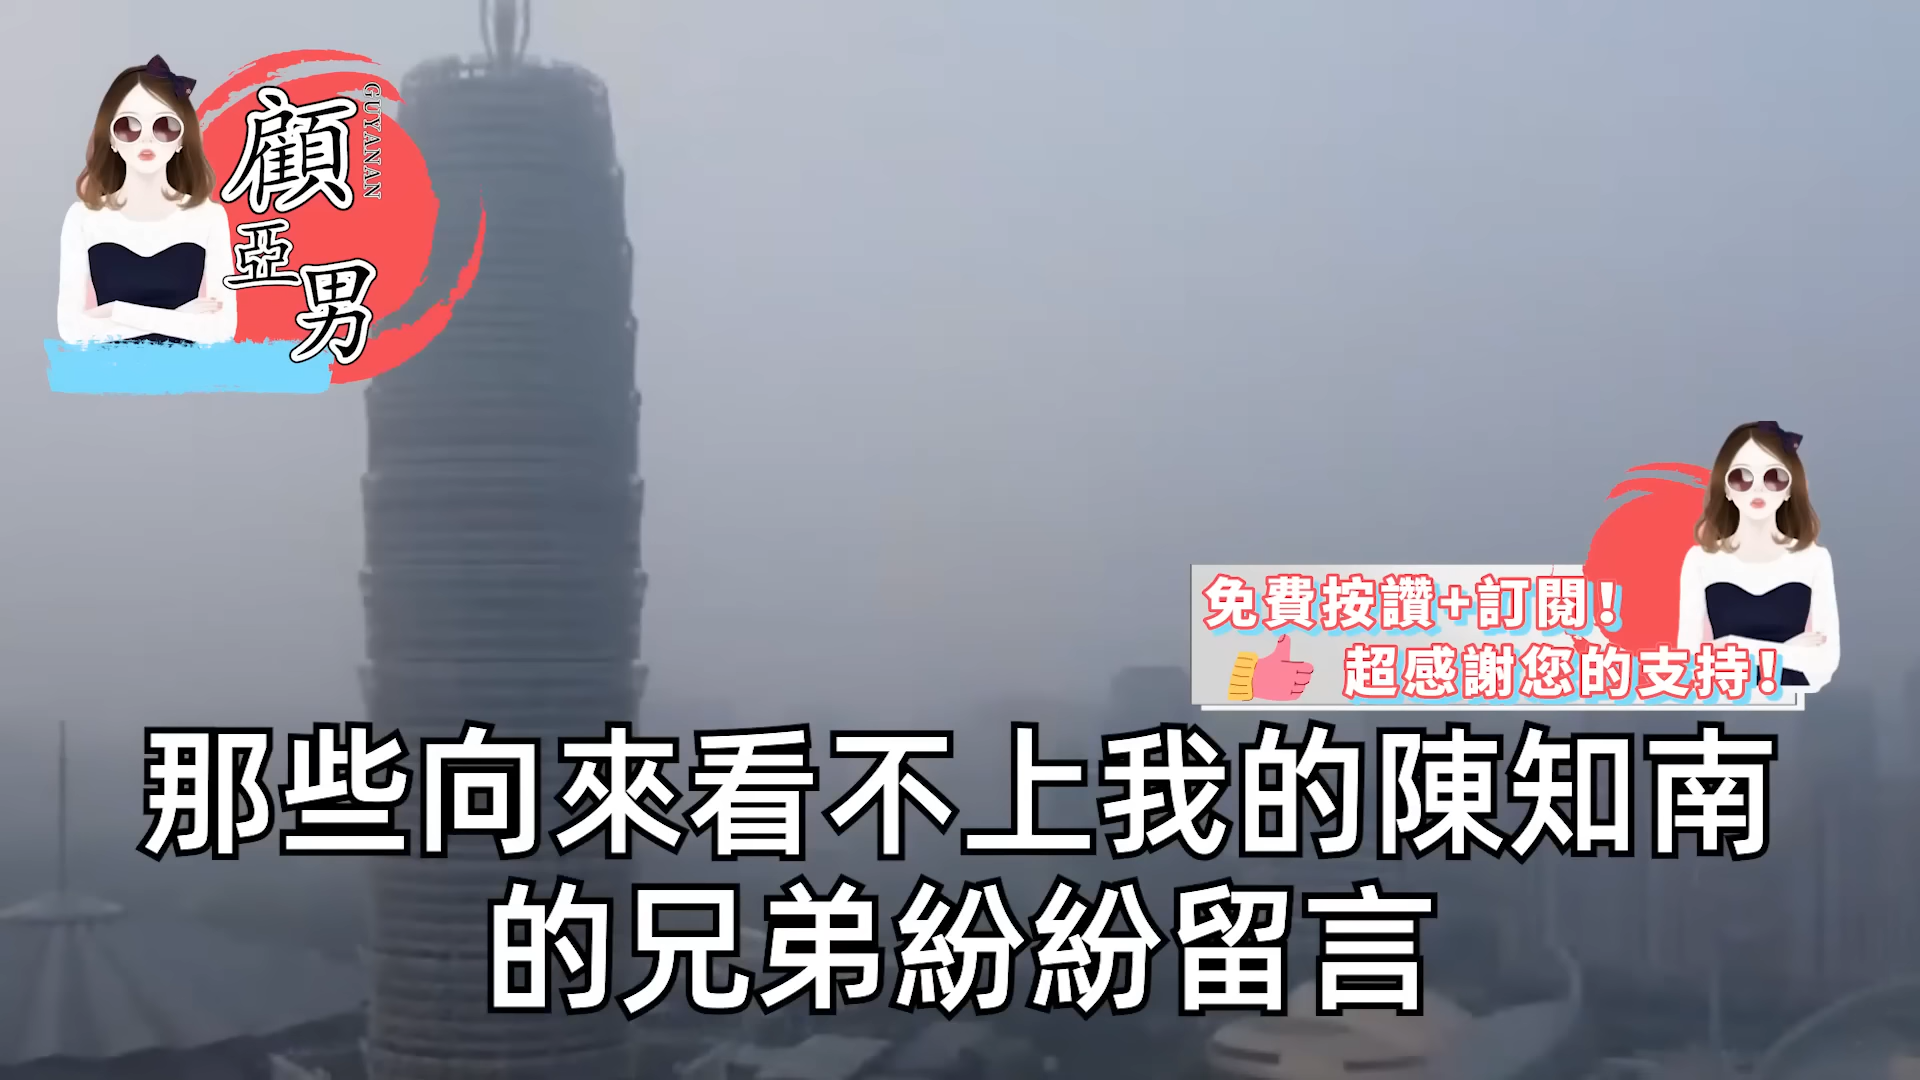 顧亞男
GUYANAN
免費按讚+訂閱!
超感謝您的支持!
那些向來看不上我的陳知南
的兄弟紛紛留言